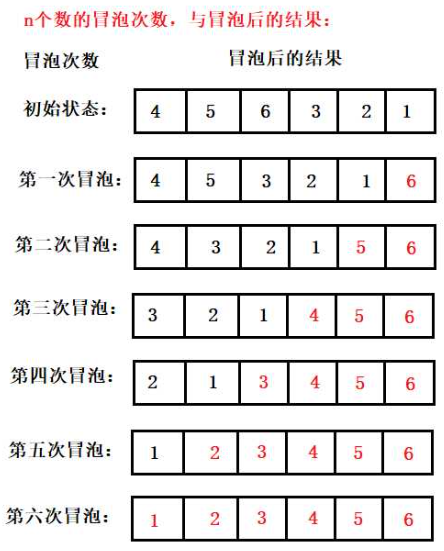 n个数的冒泡次数，与冒泡后的结果：
冒泡次数 冒泡后的结果
初始状态： 4 5 6 3 2 1
第一次冒泡： 4 5 3 2 1 6
第二次冒泡： 4 3 2 1 5 6
第三次冒泡： 3 2 1 4 5 6
第四次冒泡： 2 1 3 4 5 6
第五次冒泡： 1 2 3 4 5 6
第六次冒泡： 1 2 3 4 5 6